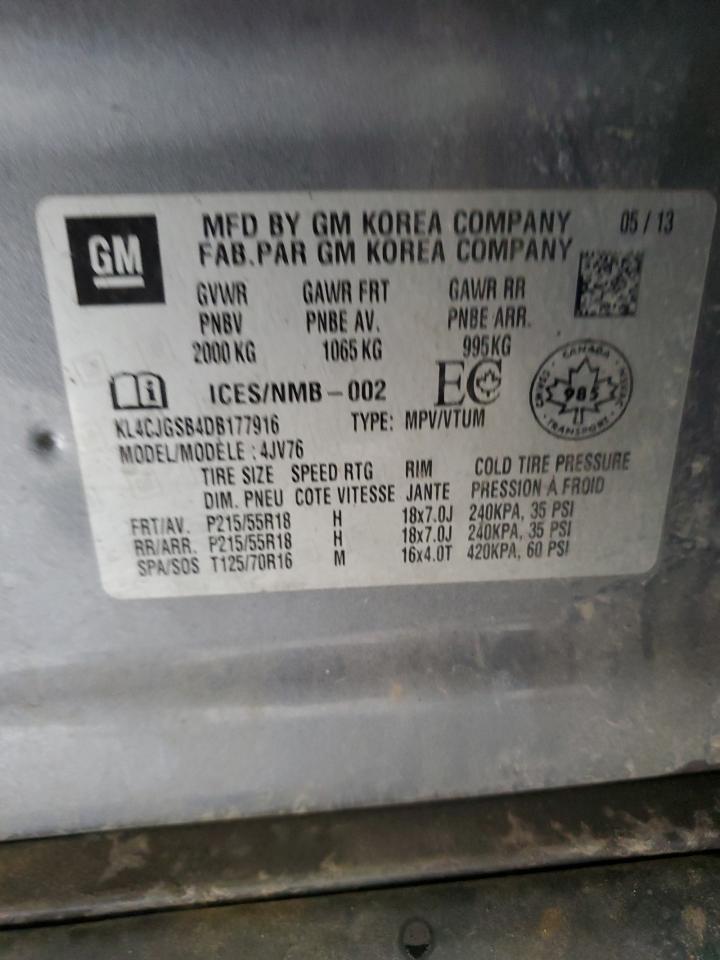 GM
MFD BY GM KOREA COMPANY 05 / 13
FAB.PAR GM KOREA COMPANY
GVWR GAWR FRT GAWR RR
PNBV PNBE AV. PNBE ARR.
2000 KG 1065 KG 995KG
i ICES/NMB-002 EC
CANADA
985
TRANSPORT
KL4CJGSB4DB177916 TYPE: MPV/VTUM
MODEL/MODÈLE : 4JV76
TIRE SIZE SPEED RTG RIM COLD TIRE PRESSURE
DIM. PNEU COTE VITESSE JANTE PRESSION À FROID
FRT/AV. P215/55R18 H 18x7.0J 240KPA, 35 PSI
RR/ARR. P215/55R18 H 18x7.0J 240KPA, 35 PSI
SPA/SOS T125/70R16 M 16x4.0T 420KPA, 60 PSI